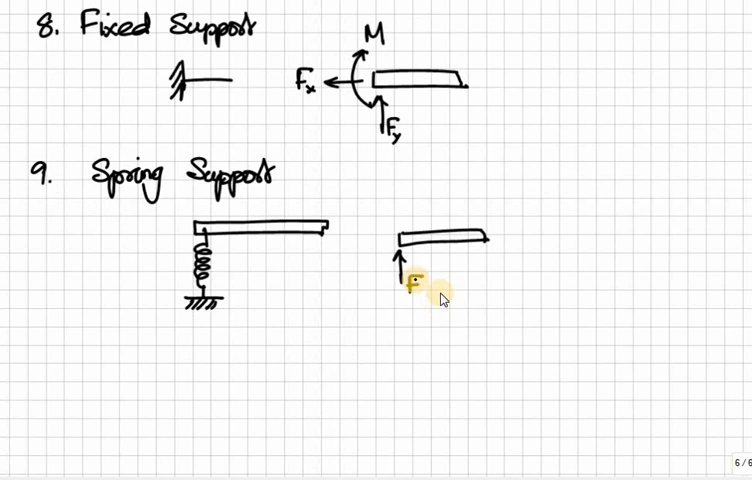 8. Fixed Support
M
Fx
Fy
9. Spring Support
F
6/6